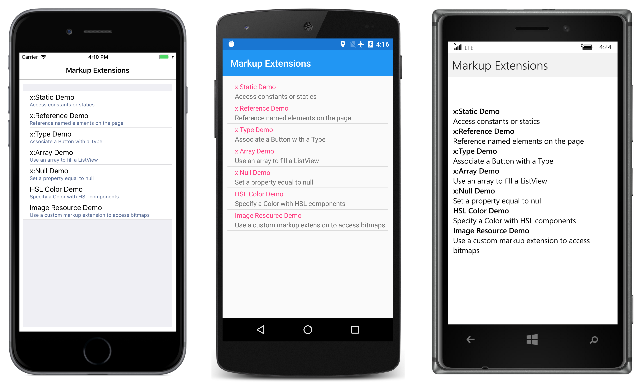 Carrier 4:10 PM
Markup Extensions
x:Static Demo
Access constants or statics
x:Reference Demo
Reference named elements on the page
x:Type Demo
Associate a Button with a Type
x:Array Demo
Use an array to fill a ListView
x:Null Demo
Set a property equal to null
HSL Color Demo
Specify a Color with HSL components
Image Resource Demo
Use a custom markup extension to access bitmaps
4:16
Markup Extensions
x:Static Demo
Access constants or statics
x:Reference Demo
Reference named elements on the page
x:Type Demo
Associate a Button with a Type
x:Array Demo
Use an array to fill a ListView
x:Null Demo
Set a property equal to null
HSL Color Demo
Specify a Color with HSL components
Image Resource Demo
Use a custom markup extension to access bitmaps
LTE 4:24
Markup Extensions
x:Static Demo
Access constants or statics
x:Reference Demo
Reference named elements on the page
x:Type Demo
Associate a Button with a Type
x:Array Demo
Use an array to fill a ListView
x:Null Demo
Set a property equal to null
HSL Color Demo
Specify a Color with HSL components
Image Resource Demo
Use a custom markup extension to access
bitmaps